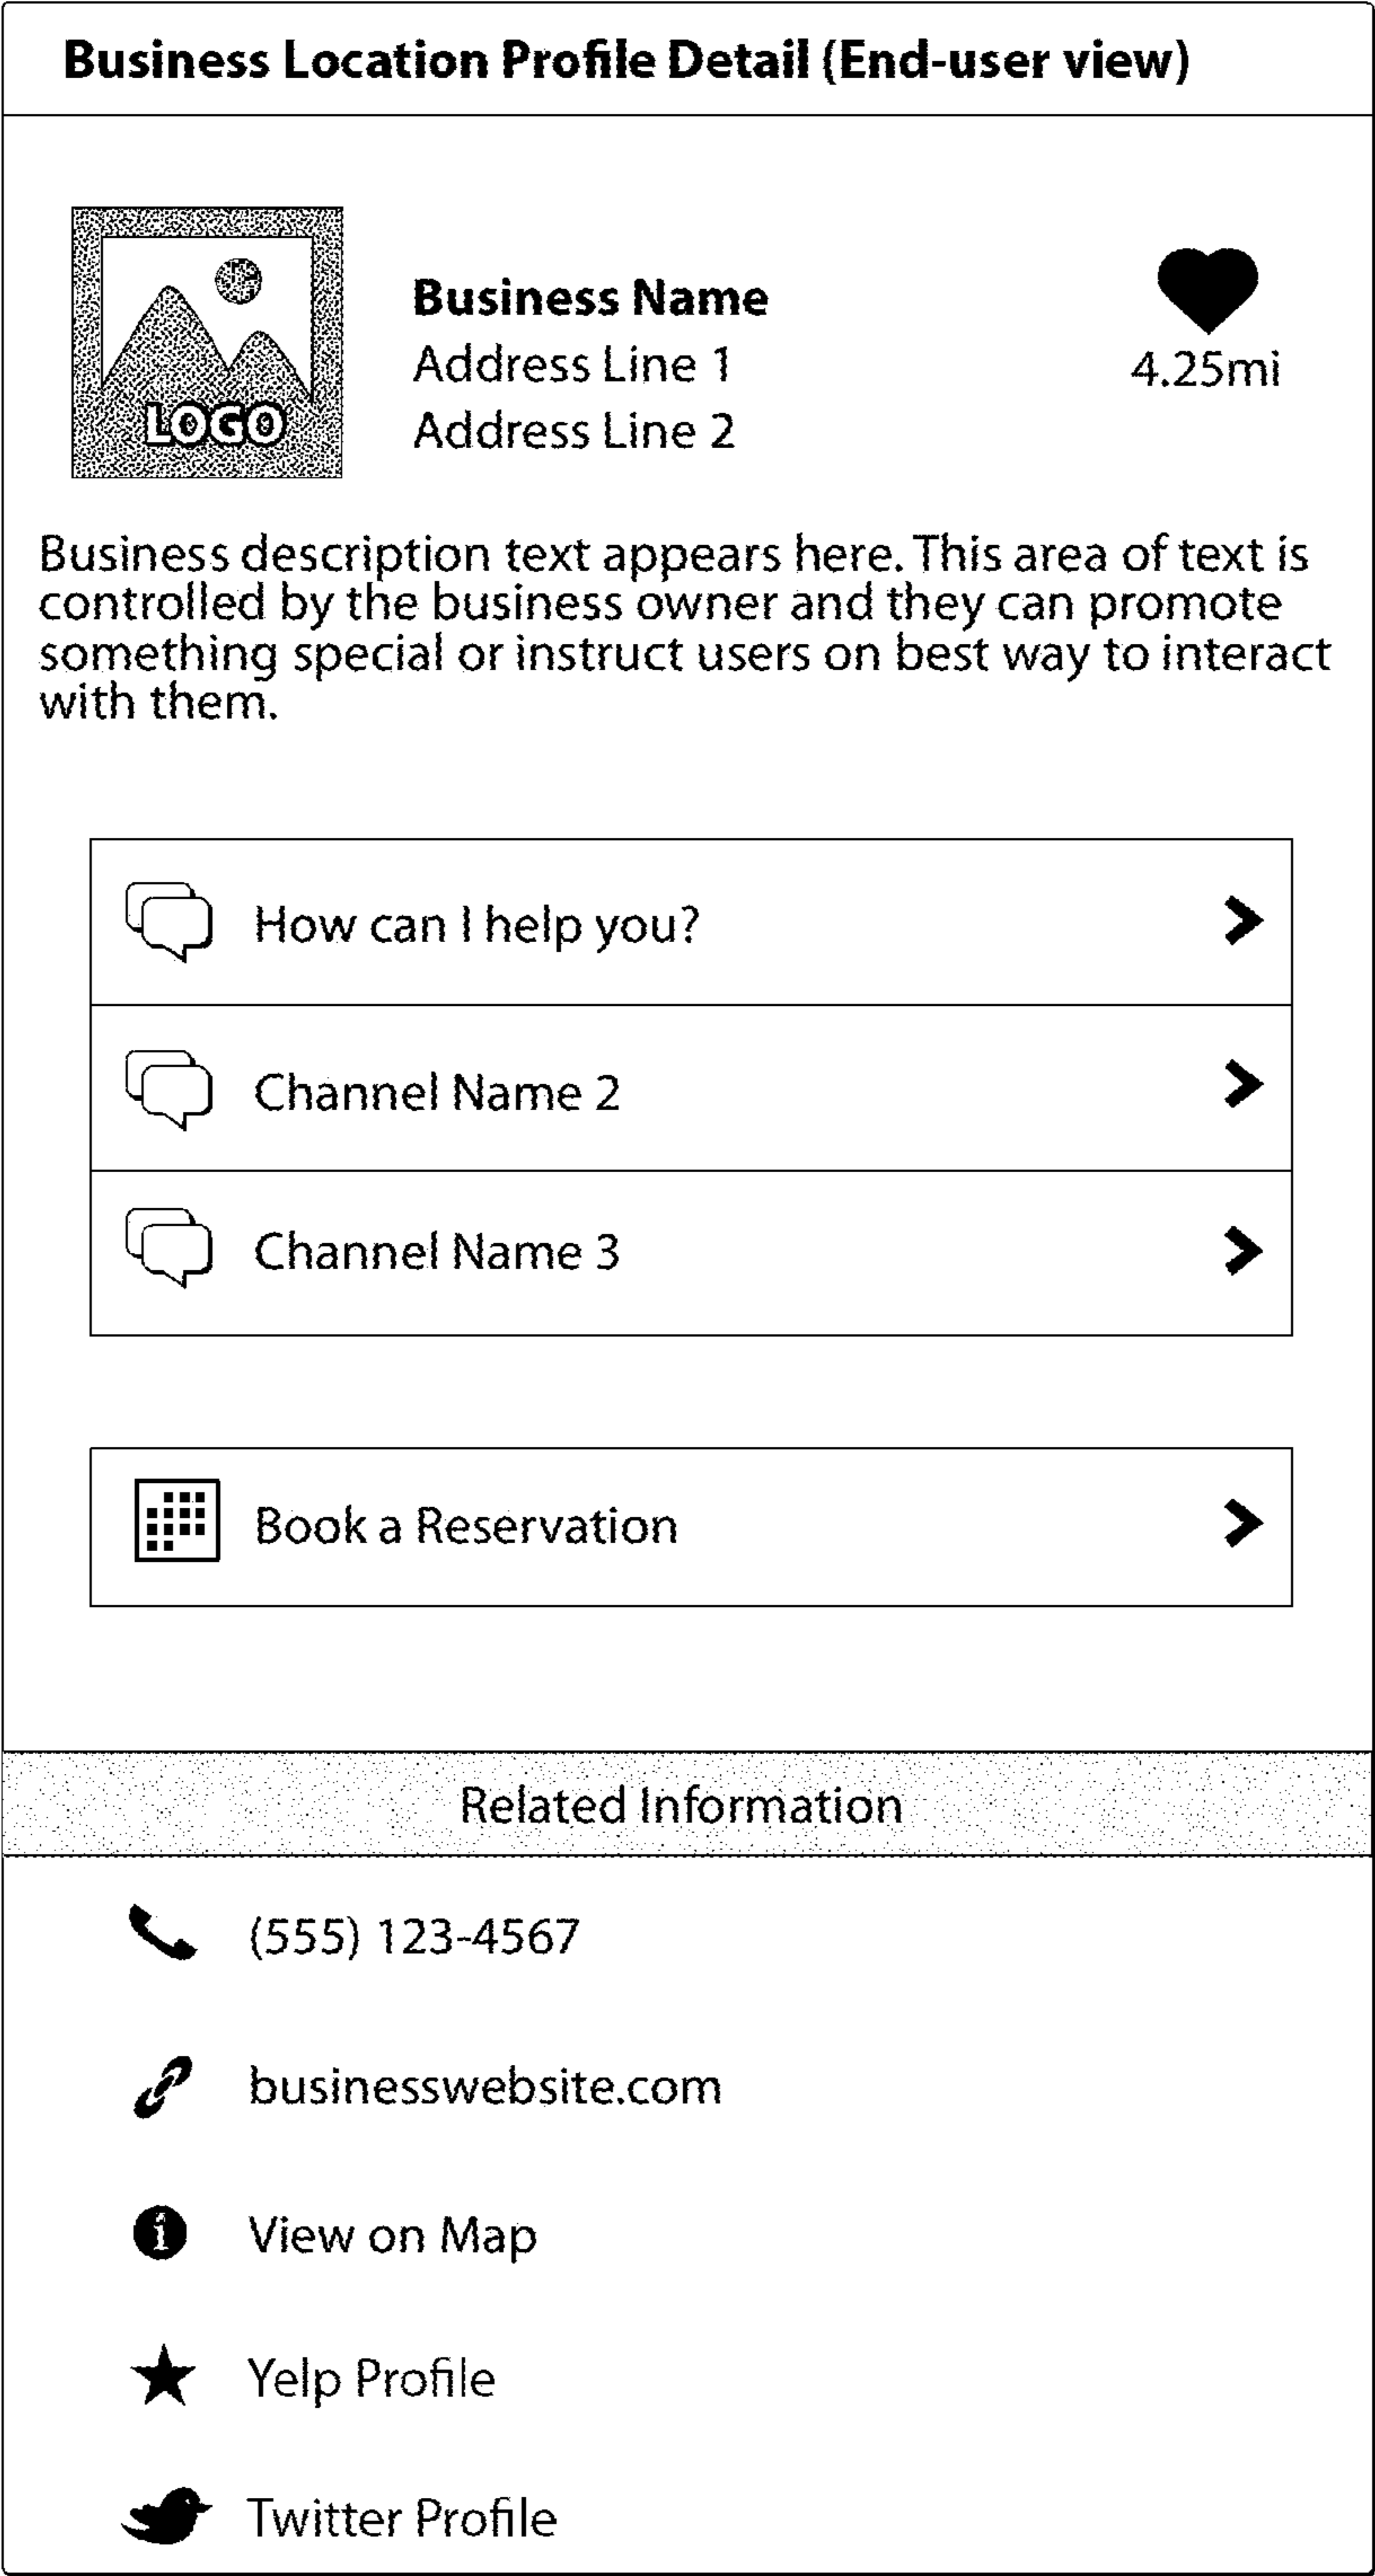 Business Location Profile Detail (End-user view)
LOGO
Business Name
Address Line 1
Address Line 2
4.25mi
Business description text appears here. This area of text is
controlled by the business owner and they can promote
something special or instruct users on best way to interact
with them.
How can I help you?
Channel Name 2
Channel Name 3
Book a Reservation
Related Information
(555) 123-4567
businesswebsite.com
View on Map
Yelp Profile
Twitter Profile